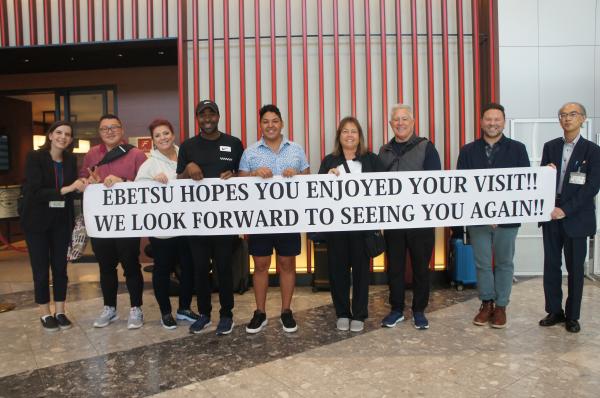 EBETSU HOPES YOU ENJOYED YOUR VISIT!!
WE LOOK FORWARD TO SEEING YOU AGAIN!!